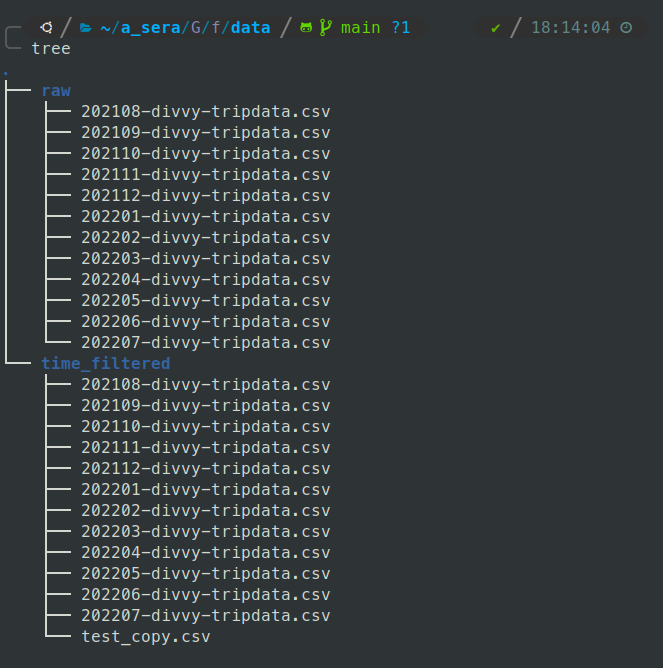 ~/a_sera/G/f/data main ?1 ✔ 18:14:04
tree
.
├── raw
│   ├── 202108-divvy-tripdata.csv
│   ├── 202109-divvy-tripdata.csv
│   ├── 202110-divvy-tripdata.csv
│   ├── 202111-divvy-tripdata.csv
│   ├── 202112-divvy-tripdata.csv
│   ├── 202201-divvy-tripdata.csv
│   ├── 202202-divvy-tripdata.csv
│   ├── 202203-divvy-tripdata.csv
│   ├── 202204-divvy-tripdata.csv
│   ├── 202205-divvy-tripdata.csv
│   ├── 202206-divvy-tripdata.csv
│   └── 202207-divvy-tripdata.csv
└── time_filtered
    ├── 202108-divvy-tripdata.csv
    ├── 202109-divvy-tripdata.csv
    ├── 202110-divvy-tripdata.csv
    ├── 202111-divvy-tripdata.csv
    ├── 202112-divvy-tripdata.csv
    ├── 202201-divvy-tripdata.csv
    ├── 202202-divvy-tripdata.csv
    ├── 202203-divvy-tripdata.csv
    ├── 202204-divvy-tripdata.csv
    ├── 202205-divvy-tripdata.csv
    ├── 202206-divvy-tripdata.csv
    ├── 202207-divvy-tripdata.csv
    └── test_copy.csv